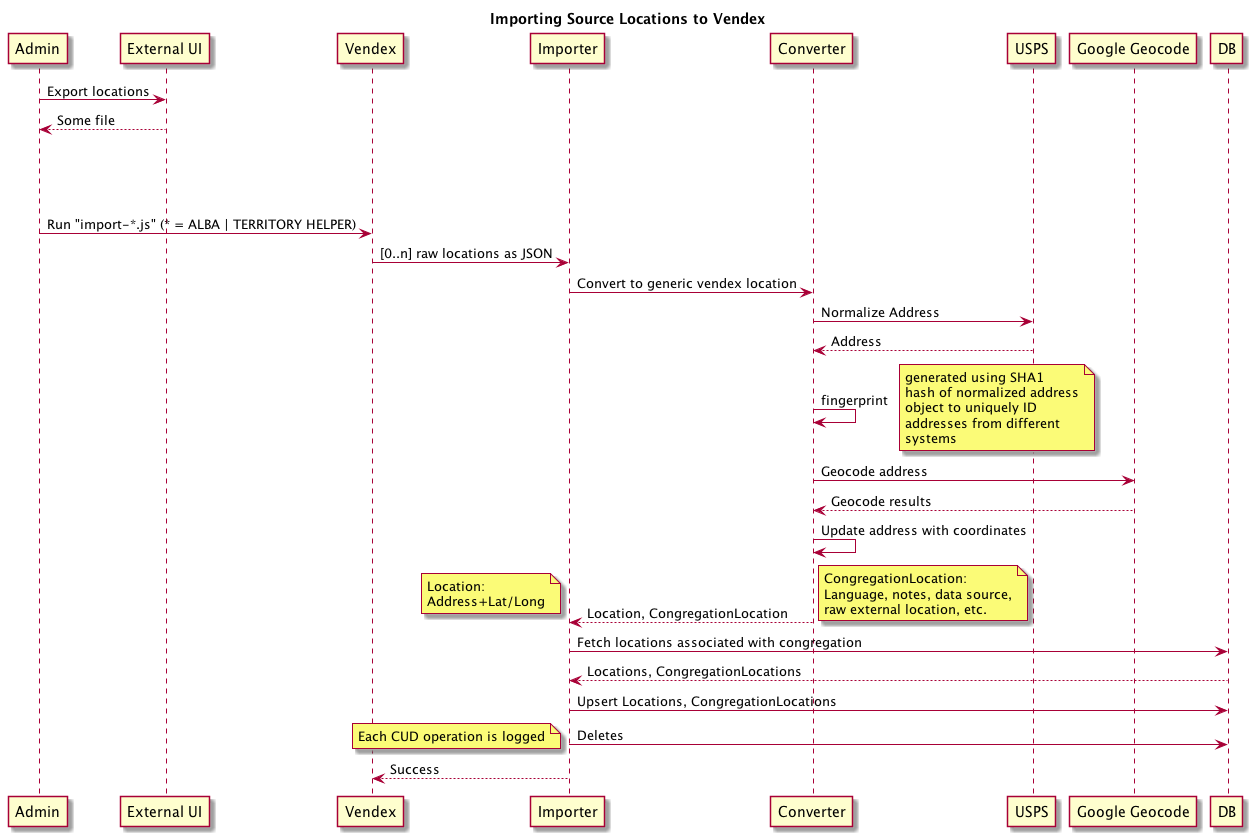 Importing Source Locations to Vendex
Admin
External UI
Vendex
Importer
Converter
USPS
Google Geocode
DB
Export locations
Some file
Run "import-*.js" (* = ALBA | TERRITORY HELPER)
[0..n] raw locations as JSON
Convert to generic vendex location
Normalize Address
Address
fingerprint
generated using SHA1
hash of normalized address
object to uniquely ID
addresses from different
systems
Geocode address
Geocode results
Update address with coordinates
Location:
Address+Lat/Long
CongregationLocation:
Language, notes, data source,
raw external location, etc.
Location, CongregationLocation
Fetch locations associated with congregation
Locations, CongregationLocations
Upsert Locations, CongregationLocations
Each CUD operation is logged
Deletes
Success
Admin
External UI
Vendex
Importer
Converter
USPS
Google Geocode
DB